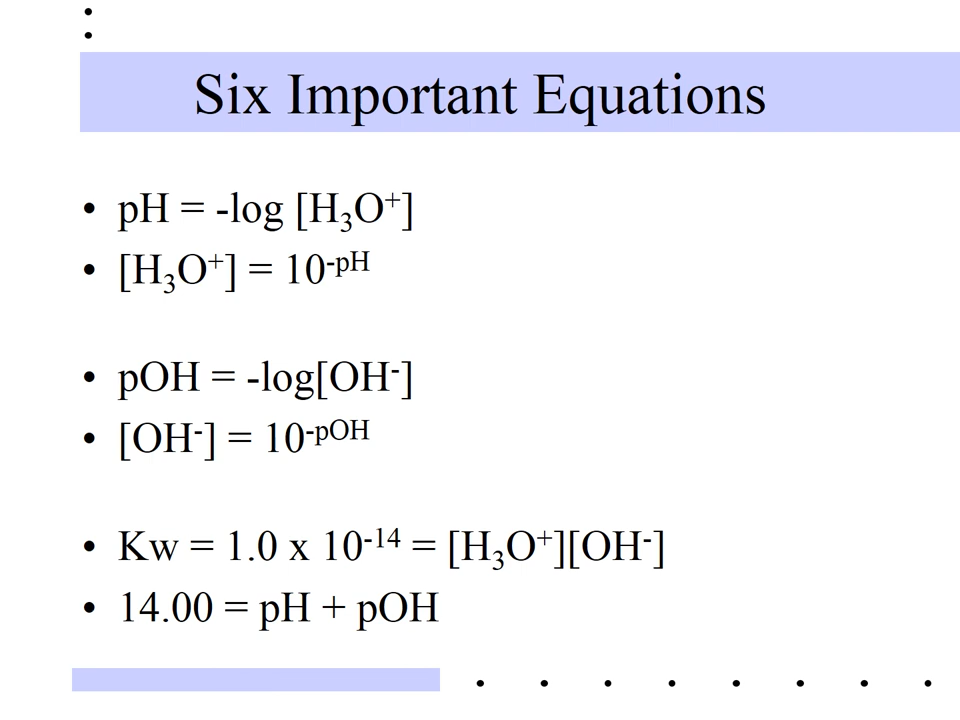 Six Important Equations
• pH = -log [H₃O⁺]
• [H₃O⁺] = 10⁻ᵖᴴ
• pOH = -log[OH⁻]
• [OH⁻] = 10⁻ᵖᴼᴴ
• Kw = 1.0 x 10⁻¹⁴ = [H₃O⁺][OH⁻]
• 14.00 = pH + pOH